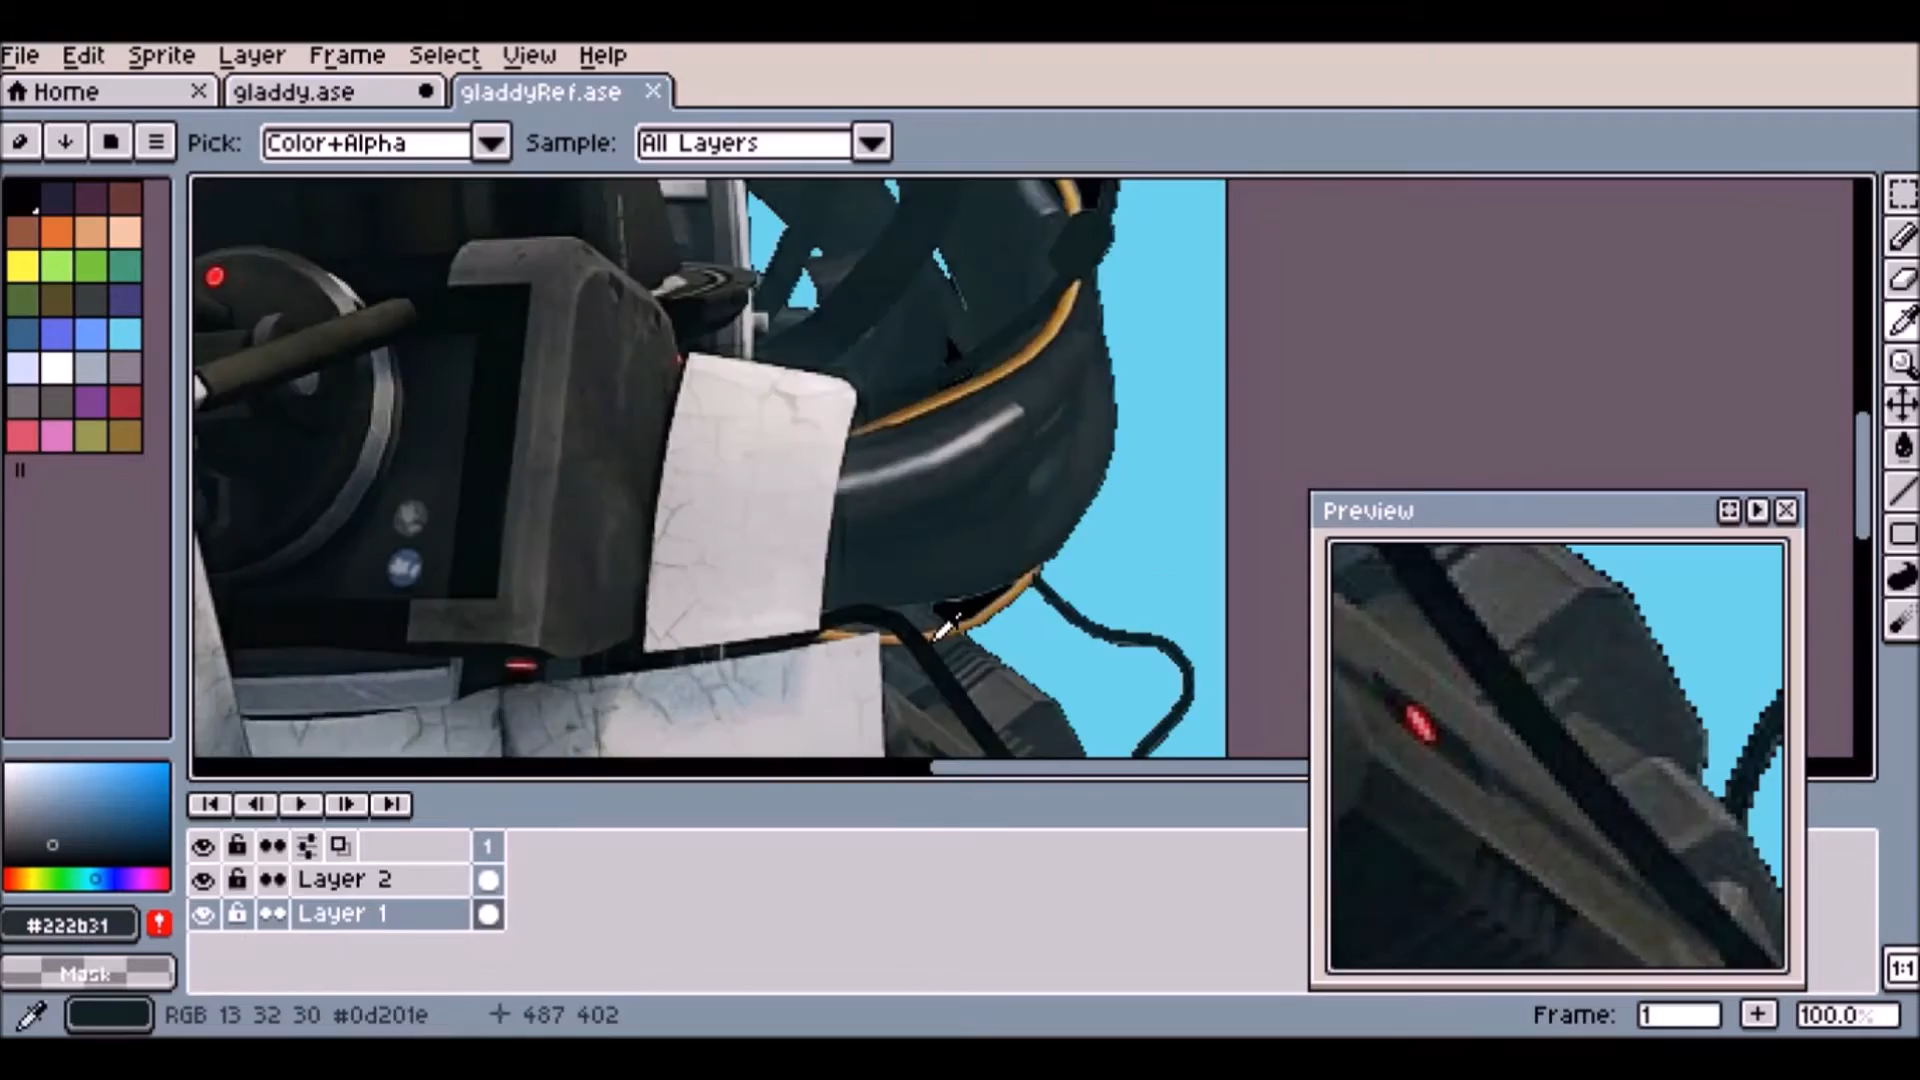 File Edit Sprite Layer Frame Select View Help
Home gladdy.ase gladdyRef.ase
Pick: Color+Alpha Sample: All Layers
Preview
1
Layer 2
Layer 1
#222b31
Mask
1:1
RGB 13 32 30 #0d201e 487 402 Frame: 1 + 100.0%